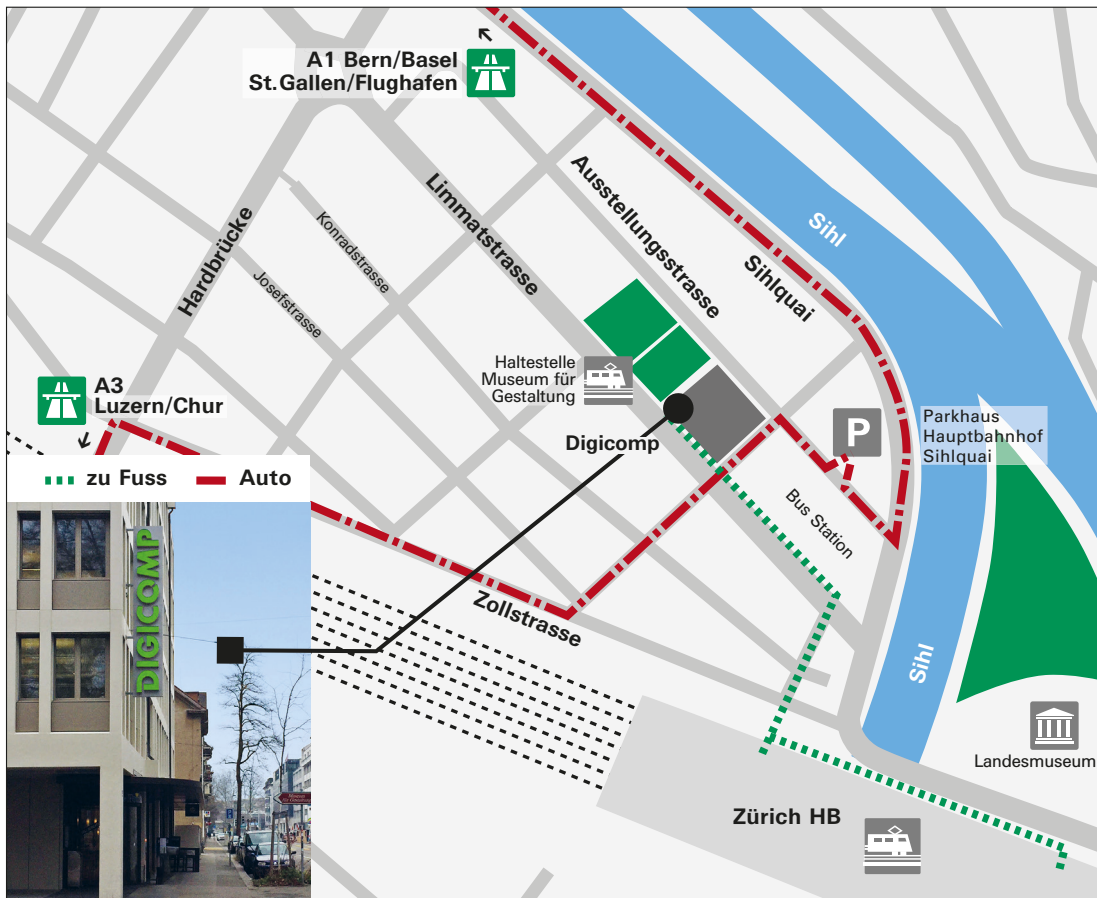 A1 Bern/Basel
St.Gallen/Flughafen
Hardbrücke
Limmatstrasse
Ausstellungsstrasse
Sihlquai
Sihl
Konradstrasse
Josefstrasse
Haltestelle
Museum für
Gestaltung
A3
Luzern/Chur
Digicomp
P
Parkhaus
Hauptbahnhof
Sihlquai
Bus Station
zu Fuss
Auto
DIGICOMP
Zollstrasse
Sihl
Landesmuseum
Zürich HB